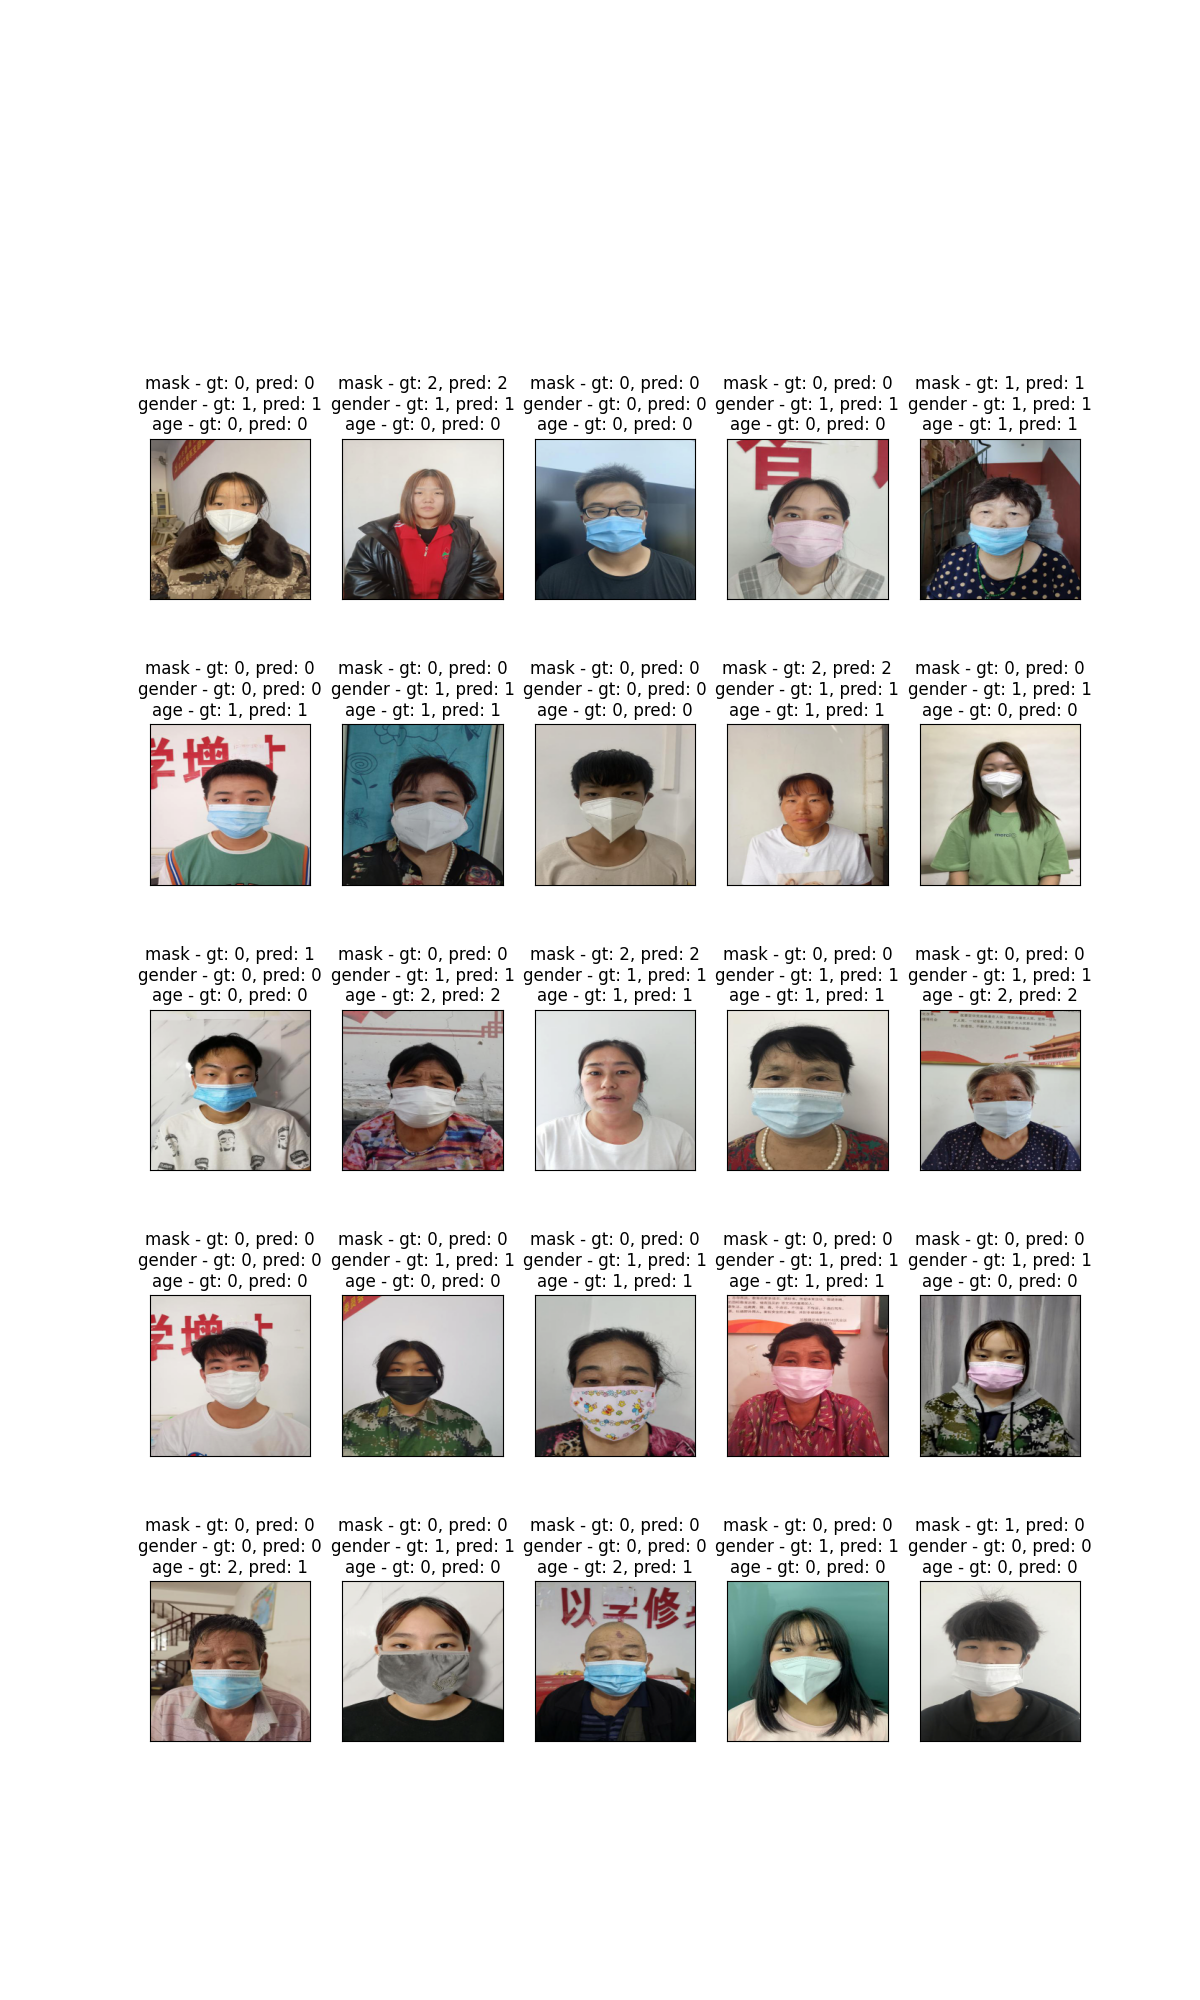 mask - gt: 0, pred: 0
gender - gt: 1, pred: 1
age - gt: 0, pred: 0
mask - gt: 2, pred: 2
gender - gt: 1, pred: 1
age - gt: 0, pred: 0
mask - gt: 0, pred: 0
gender - gt: 0, pred: 0
age - gt: 0, pred: 0
mask - gt: 0, pred: 0
gender - gt: 1, pred: 1
age - gt: 0, pred: 0
省
mask - gt: 1, pred: 1
gender - gt: 1, pred: 1
age - gt: 1, pred: 1
mask - gt: 0, pred: 0
gender - gt: 0, pred: 0
age - gt: 1, pred: 1
学增
mask - gt: 0, pred: 0
gender - gt: 1, pred: 1
age - gt: 1, pred: 1
mask - gt: 0, pred: 0
gender - gt: 0, pred: 0
age - gt: 0, pred: 0
mask - gt: 2, pred: 2
gender - gt: 1, pred: 1
age - gt: 1, pred: 1
mask - gt: 0, pred: 0
gender - gt: 1, pred: 1
age - gt: 0, pred: 0
mask - gt: 0, pred: 1
gender - gt: 0, pred: 0
age - gt: 0, pred: 0
mask - gt: 0, pred: 0
gender - gt: 1, pred: 1
age - gt: 2, pred: 2
mask - gt: 2, pred: 2
gender - gt: 1, pred: 1
age - gt: 1, pred: 1
mask - gt: 0, pred: 0
gender - gt: 1, pred: 1
age - gt: 1, pred: 1
mask - gt: 0, pred: 0
gender - gt: 1, pred: 1
age - gt: 2, pred: 2
mask - gt: 0, pred: 0
gender - gt: 0, pred: 0
age - gt: 0, pred: 0
学增
mask - gt: 0, pred: 0
gender - gt: 1, pred: 1
age - gt: 0, pred: 0
mask - gt: 0, pred: 0
gender - gt: 1, pred: 1
age - gt: 1, pred: 1
mask - gt: 0, pred: 0
gender - gt: 1, pred: 1
age - gt: 1, pred: 1
mask - gt: 0, pred: 0
gender - gt: 1, pred: 1
age - gt: 0, pred: 0
mask - gt: 0, pred: 0
gender - gt: 0, pred: 0
age - gt: 2, pred: 1
mask - gt: 0, pred: 0
gender - gt: 1, pred: 1
age - gt: 0, pred: 0
mask - gt: 0, pred: 0
gender - gt: 0, pred: 0
age - gt: 2, pred: 1
以学修
mask - gt: 0, pred: 0
gender - gt: 1, pred: 1
age - gt: 0, pred: 0
mask - gt: 1, pred: 0
gender - gt: 0, pred: 0
age - gt: 0, pred: 0